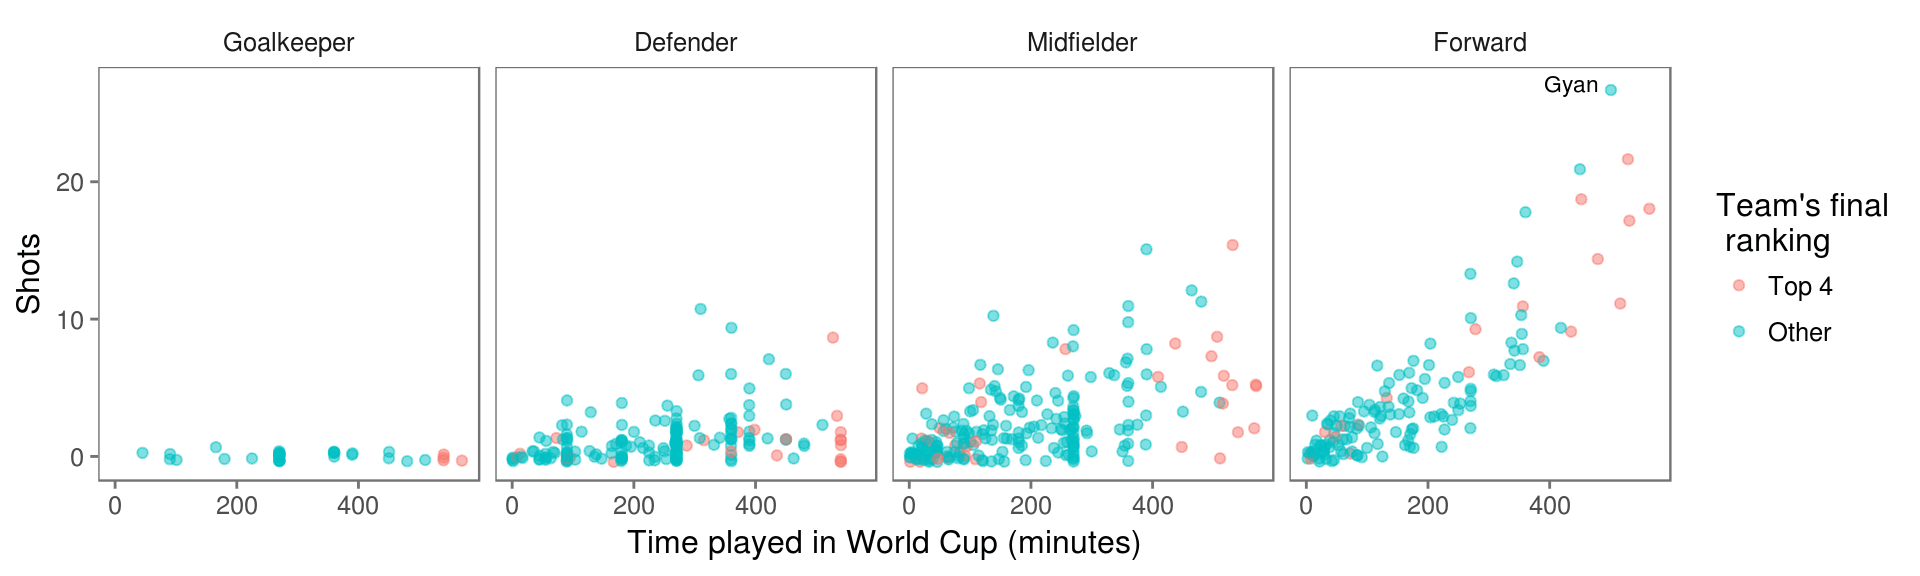 Goalkeeper Defender Midfielder Forward
Gyan
20
10
0
Shots
0 200 400 0 200 400 0 200 400 0 200 400
Time played in World Cup (minutes)
Team's final
ranking
Top 4
Other